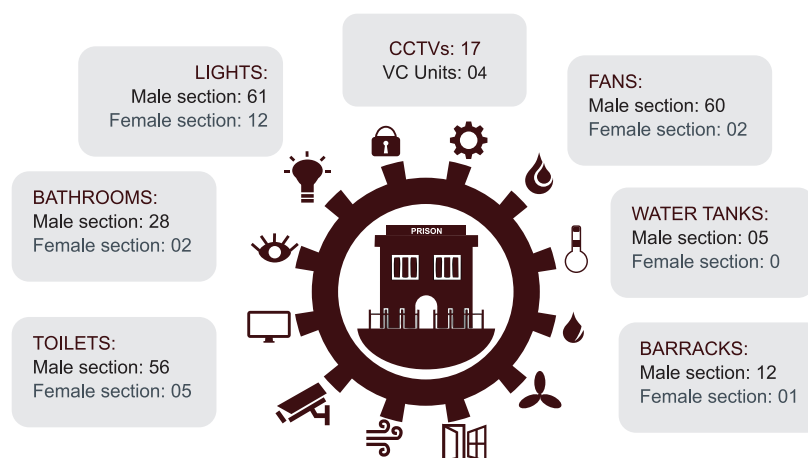 CCTVs: 17
VC Units: 04
LIGHTS:
Male section: 61
Female section: 12
FANS:
Male section: 60
Female section: 02
BATHROOMS:
Male section: 28
Female section: 02
WATER TANKS:
Male section: 05
Female section: 0
PRISON
TOILETS:
Male section: 56
Female section: 05
BARRACKS:
Male section: 12
Female section: 01